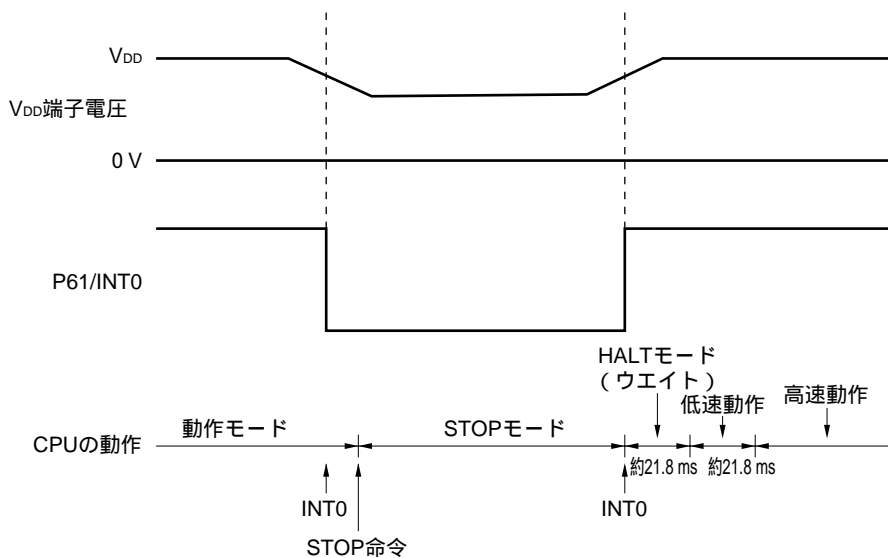 VDD
VDD端子電圧
0 V
P61/INT0
HALTモード
（ウエイト）
低速動作
高速動作
CPUの動作
動作モード
STOPモード
約21.8 ms
約21.8 ms
INT0
INT0
STOP命令